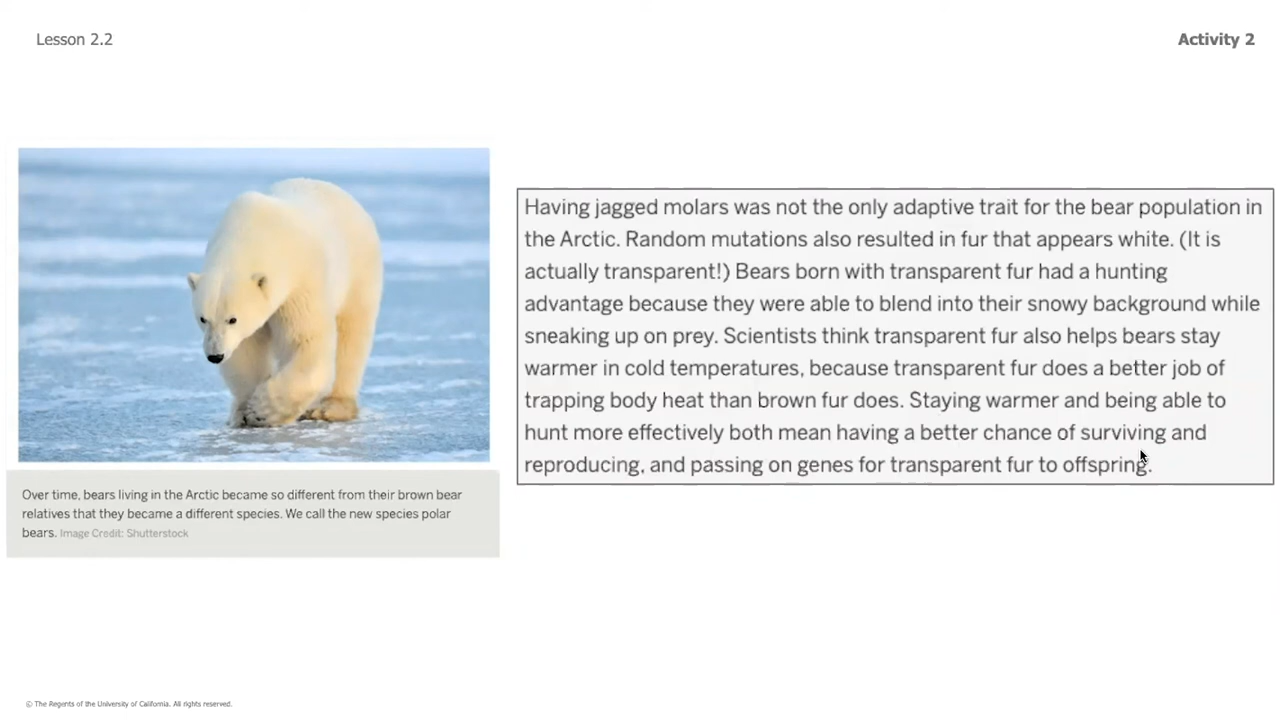 Lesson 2.2
Activity 2
Having jagged molars was not the only adaptive trait for the bear population in
the Arctic. Random mutations also resulted in fur that appears white. (It is
actually transparent!) Bears born with transparent fur had a hunting
advantage because they were able to blend into their snowy background while
sneaking up on prey. Scientists think transparent fur also helps bears stay
warmer in cold temperatures, because transparent fur does a better job of
trapping body heat than brown fur does. Staying warmer and being able to
hunt more effectively both mean having a better chance of surviving and
reproducing, and passing on genes for transparent fur to offspring.
Over time, bears living in the Arctic became so different from their brown bear
relatives that they became a different species. We call the new species polar
bears. Image Credit: Shutterstock
© The Regents of the University of California. All rights reserved.